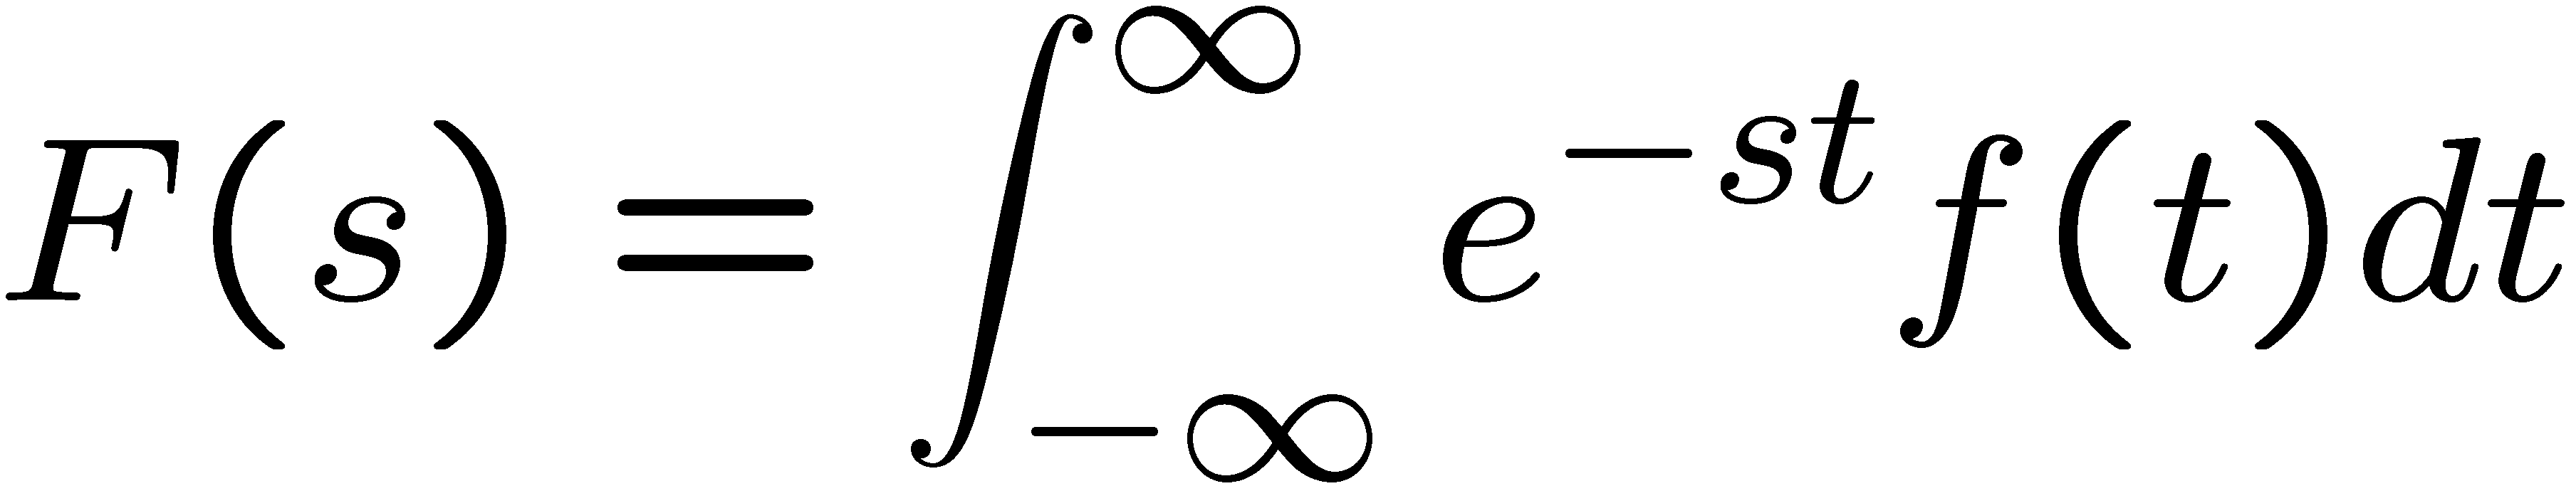 F(s) = ∫_{-∞}^{∞} e^{-st} f(t)dt